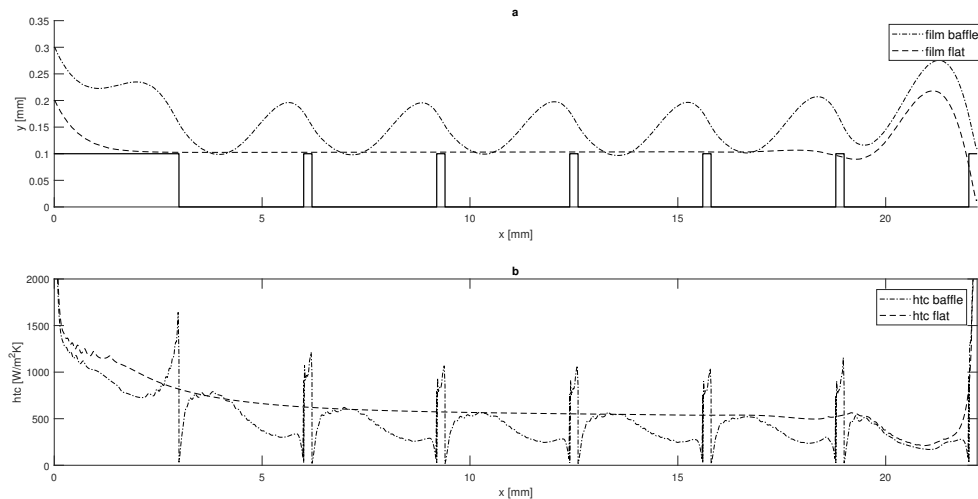 a
0.35
0.3
0.25
0.2
0.15
0.1
0.05
0
y [mm]
film baffle
film flat
0 5 10 15 20
x [mm]
b
2000
1500
1000
500
0
htc [W/m²K]
htc baffle
htc flat
0 5 10 15 20
x [mm]